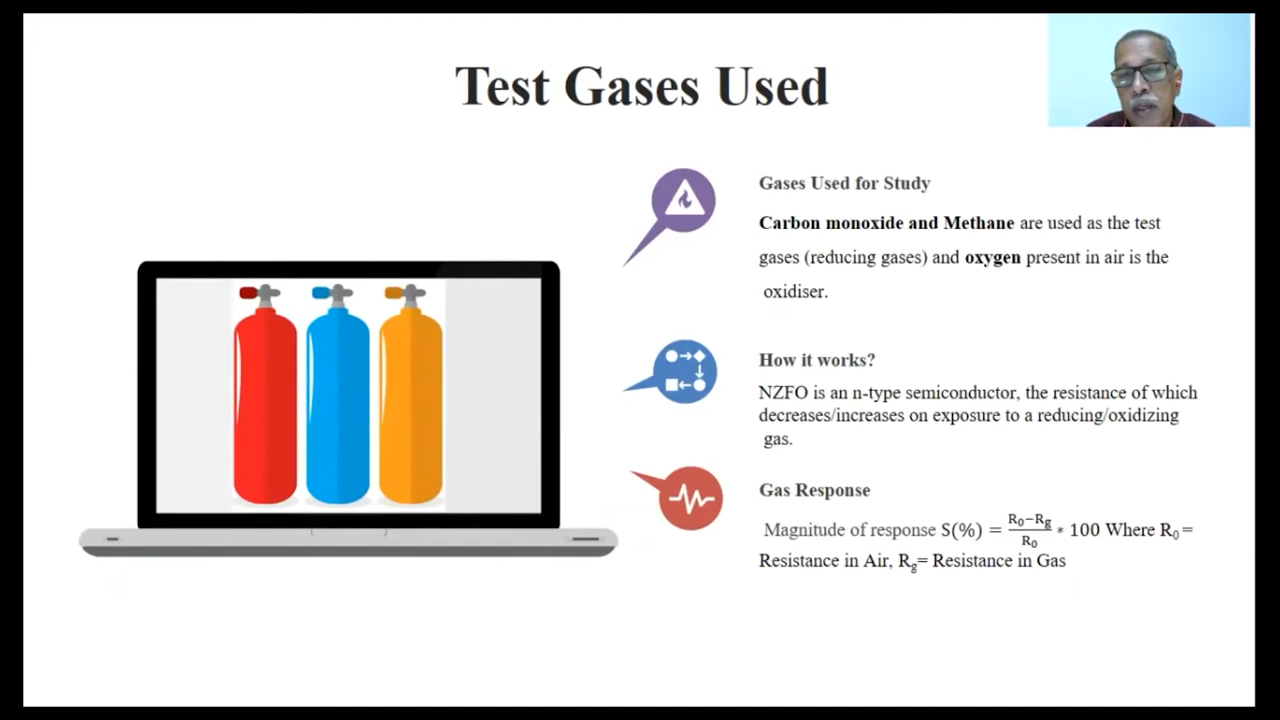 Test Gases Used
Gases Used for Study
Carbon monoxide and Methane are used as the test
gases (reducing gases) and oxygen present in air is the
oxidiser.
How it works?
NZFO is an n-type semiconductor, the resistance of which
decreases/increases on exposure to a reducing/oxidizing
gas.
Gas Response
Magnitude of response S(%) = (R₀−R_g)/R₀ * 100 Where R₀ =
Resistance in Air, R_g= Resistance in Gas